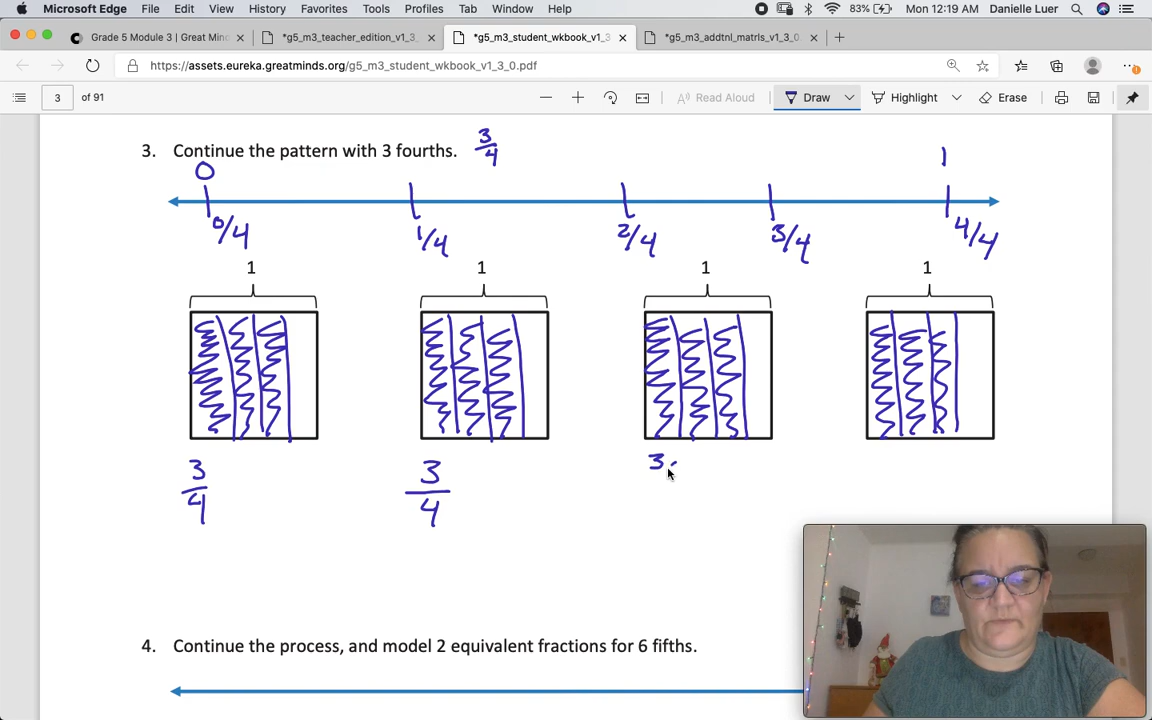 Microsoft Edge File Edit View History Favorites Tools Profiles Tab Window Help 83% Mon 12:19 AM Danielle Luer
Grade 5 Module 3 | Great Min *g5_m3_teacher_edition_v1_3_ *g5_m3_student_wkbook_v1_3 *g5_m3_addtnl_matrls_v1_3_0
https://assets.eureka.greatminds.org/g5_m3_student_wkbook_v1_3_0.pdf
3 of 91 Read Aloud Draw Highlight Erase
3. Continue the pattern with 3 fourths. 3/4
0 1
0/4 1/4 2/4 3/4 4/4
1 1 1 1
3/4 3/4 3
4. Continue the process, and model 2 equivalent fractions for 6 fifths.